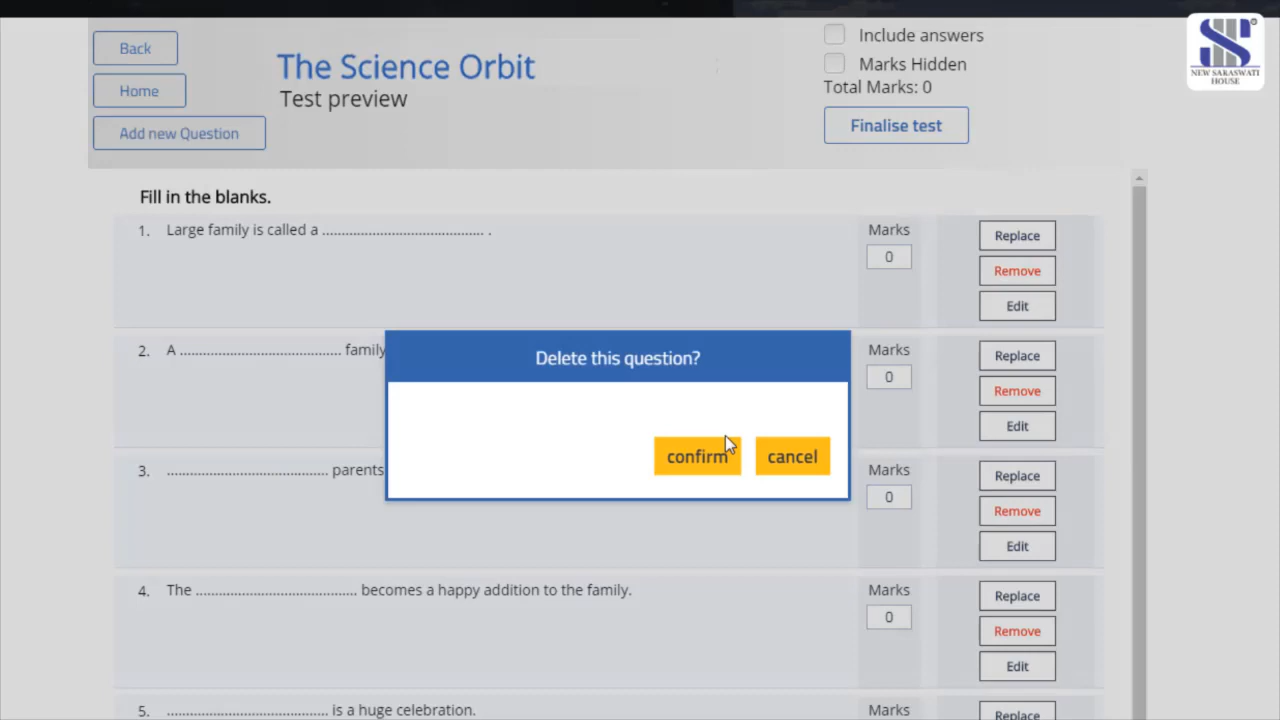 Back
Home
Add new Question
The Science Orbit
Test preview
Include answers
Marks Hidden
Total Marks: 0
Finalise test
NEW SARASWATI
HOUSE
Fill in the blanks.
1. Large family is called a ........................................ .
Marks
0
Replace
Remove
Edit
2. A ........................................ family
Marks
0
Replace
Remove
Edit
Delete this question?
confirm
cancel
3. ........................................ parents
Marks
0
Replace
Remove
Edit
4. The ........................................ becomes a happy addition to the family.
Marks
0
Replace
Remove
Edit
5. ........................................ is a huge celebration.
Marks
Replace